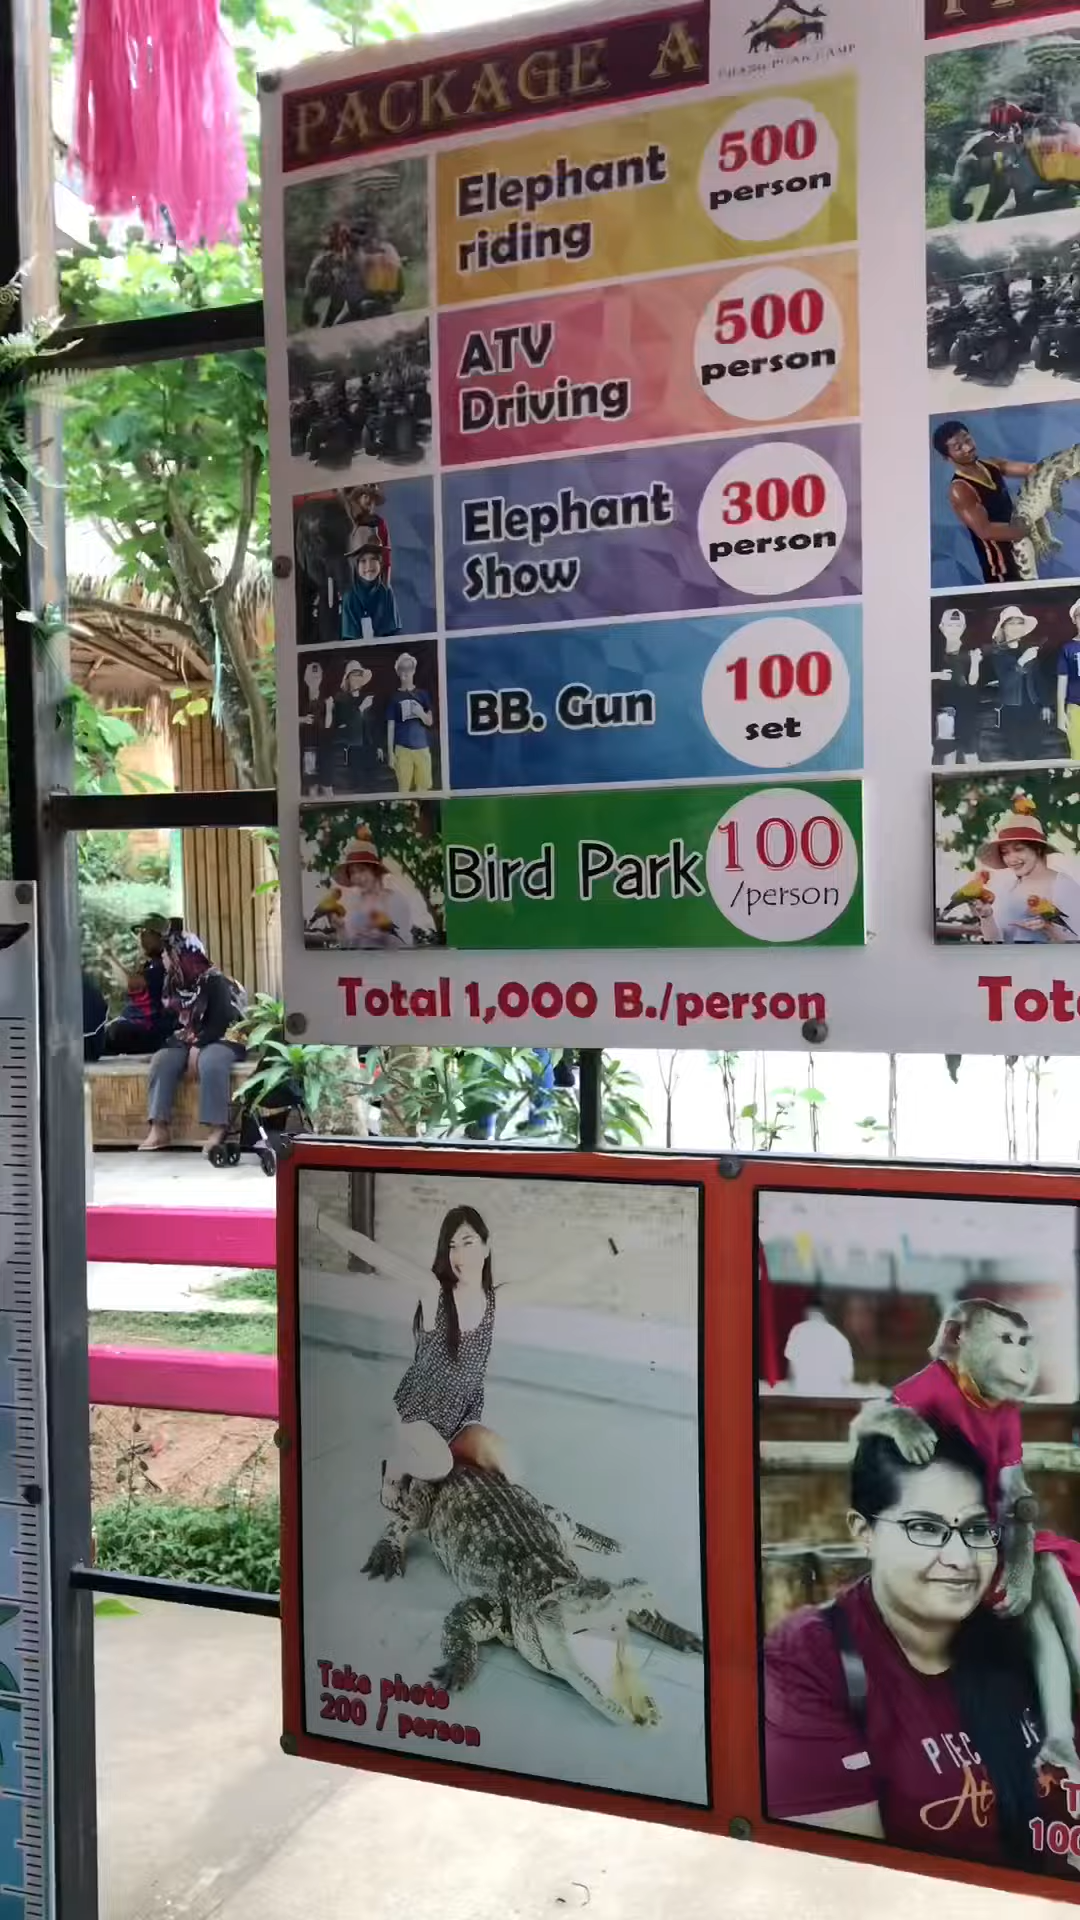 PACKAGE A
Elephant
riding
500
person
ATV
Driving
500
person
Elephant
Show
300
person
BB. Gun
100
set
Bird Park
100
/person
Total 1,000 B./person
Take photo
200 / person